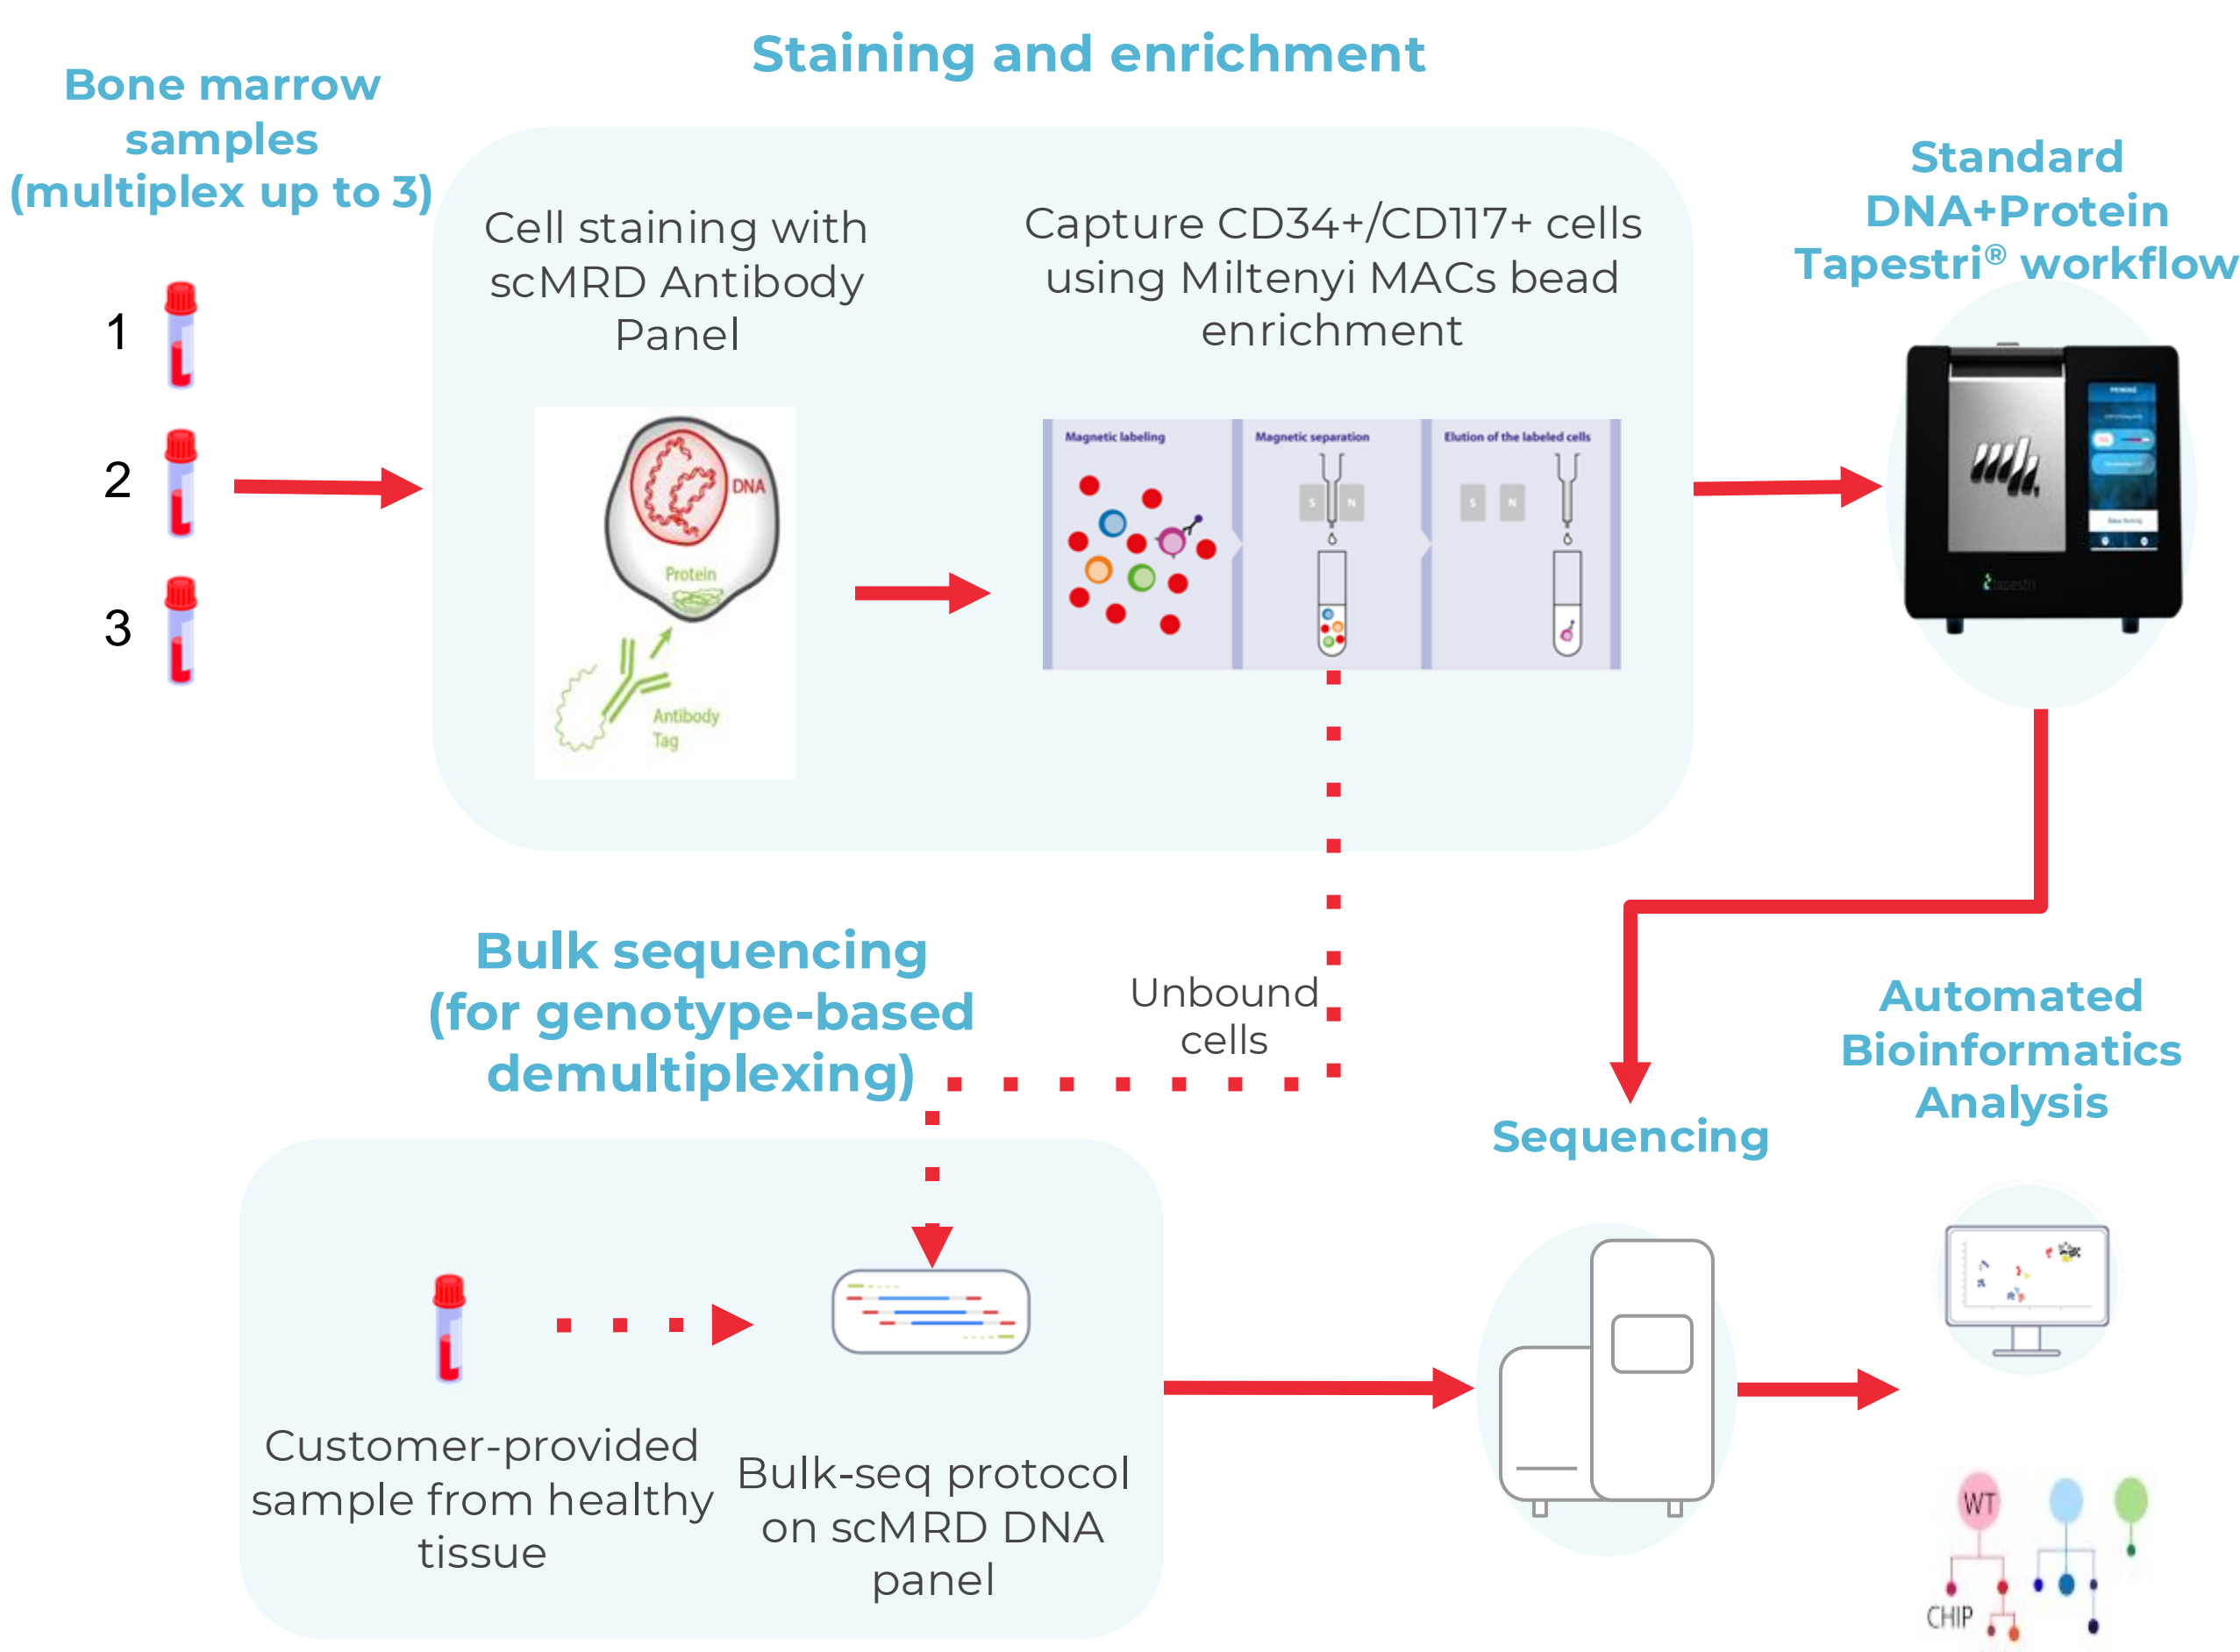 Staining and enrichment
Bone marrow
samples
(multiplex up to 3)
1
2
3
Cell staining with
scMRD Antibody
Panel
DNA
Protein
Antibody
Tag
Capture CD34+/CD117+ cells
using Miltenyi MACs bead
enrichment
Magnetic labeling
Magnetic separation
S
N
Elution of the labeled cells
S
N
Standard
DNA+Protein
Tapestri® workflow
tapestri
Unbound
cells
Bulk sequencing
(for genotype-based
demultiplexing)
Customer-provided
sample from healthy
tissue
Bulk-seq protocol
on scMRD DNA
panel
Sequencing
Automated
Bioinformatics
Analysis
WT
CHIP